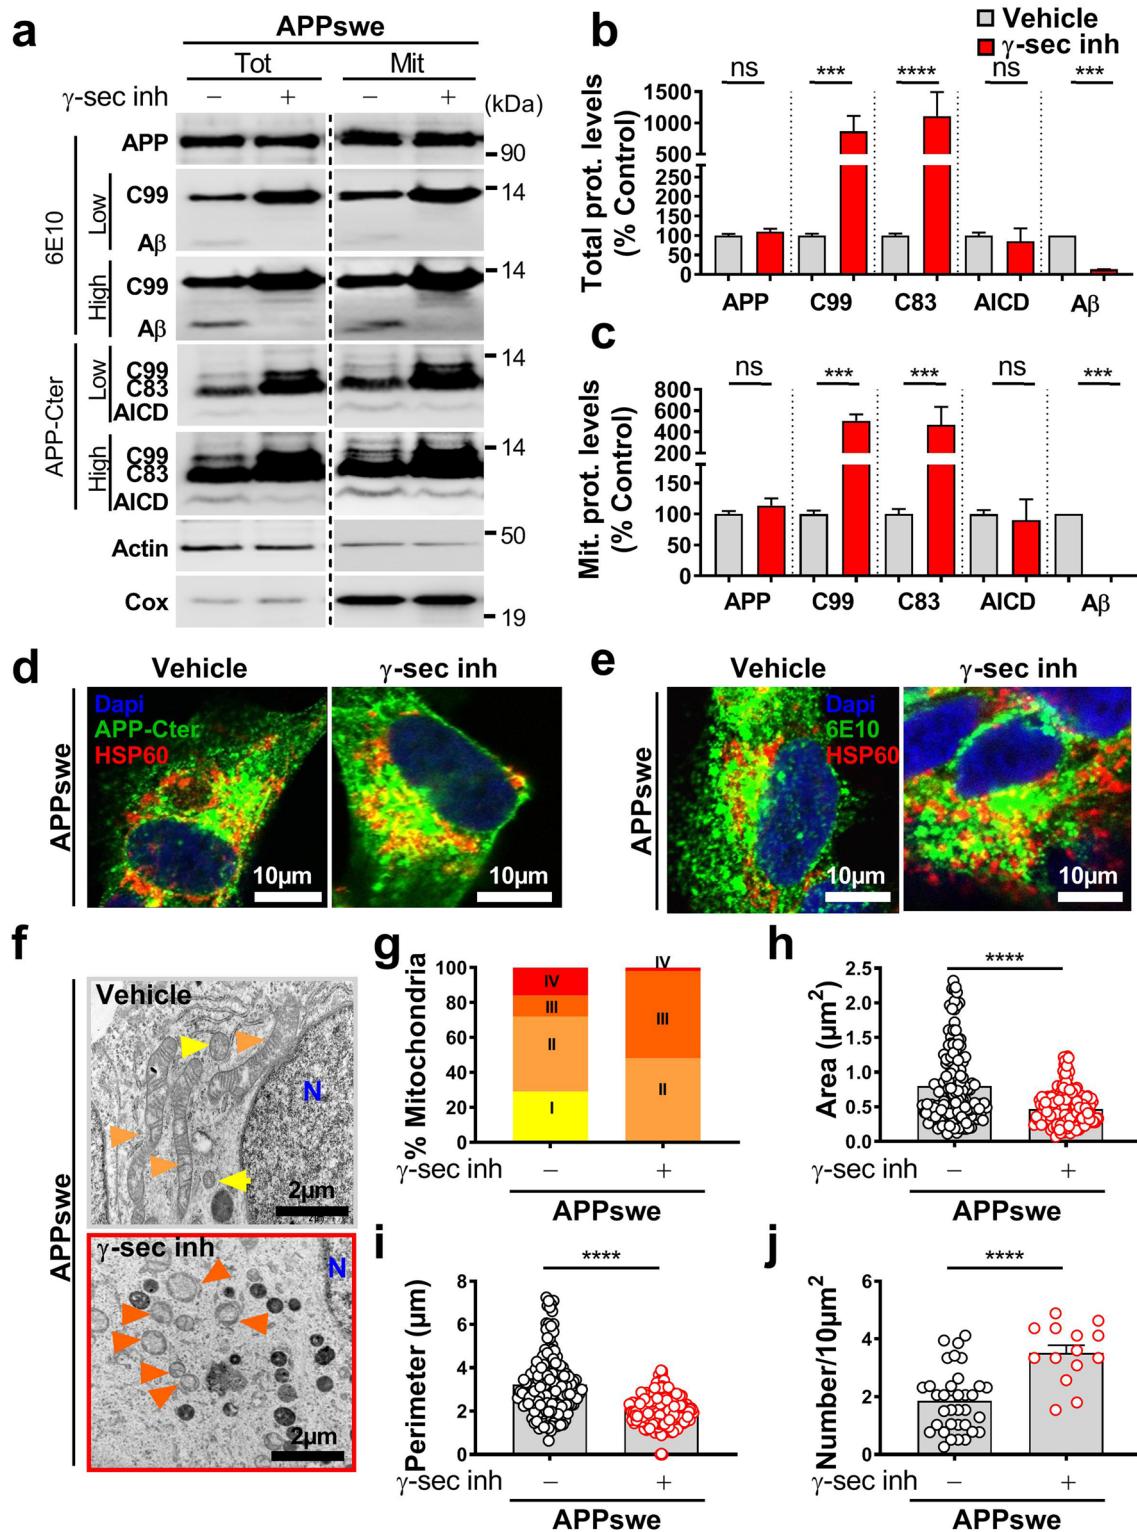 a
APPswe
Tot Mit
γ-sec inh − + − + (kDa)
6E10
APP
90
Low
C99
14
Aβ
High
C99
14
Aβ
APP-Cter
Low
C99
14
C83
AICD
High
C99
14
C83
AICD
Actin
50
Cox
19
b
Vehicle
γ-sec inh
ns *** **** ns ***
Total prot. levels
(% Control)
1500
1000
500
250
200
150
100
50
0
APP C99 C83 AICD Aβ
c
ns *** *** ns ***
Mit. prot. levels
(% Control)
800
600
400
200
150
100
50
0
APP C99 C83 AICD Aβ
d
Vehicle γ-sec inh
APPswe
Dapi
APP-Cter
HSP60
10µm 10µm
e
Vehicle γ-sec inh
APPswe
Dapi
6E10
HSP60
10µm 10µm
f
APPswe
Vehicle
N
2µm
γ-sec inh
N
2µm
g
% Mitochondria
100
80
60
40
20
0
IV
III
II
I
IV
III
II
γ-sec inh − +
APPswe
h
****
Area (µm²)
2.5
2.0
1.5
1.0
0.5
0.0
γ-sec inh − +
APPswe
i
****
Perimeter (µm)
8
6
4
2
0
γ-sec inh − +
APPswe
j
****
Number/10µm²
6
4
2
0
γ-sec inh − +
APPswe